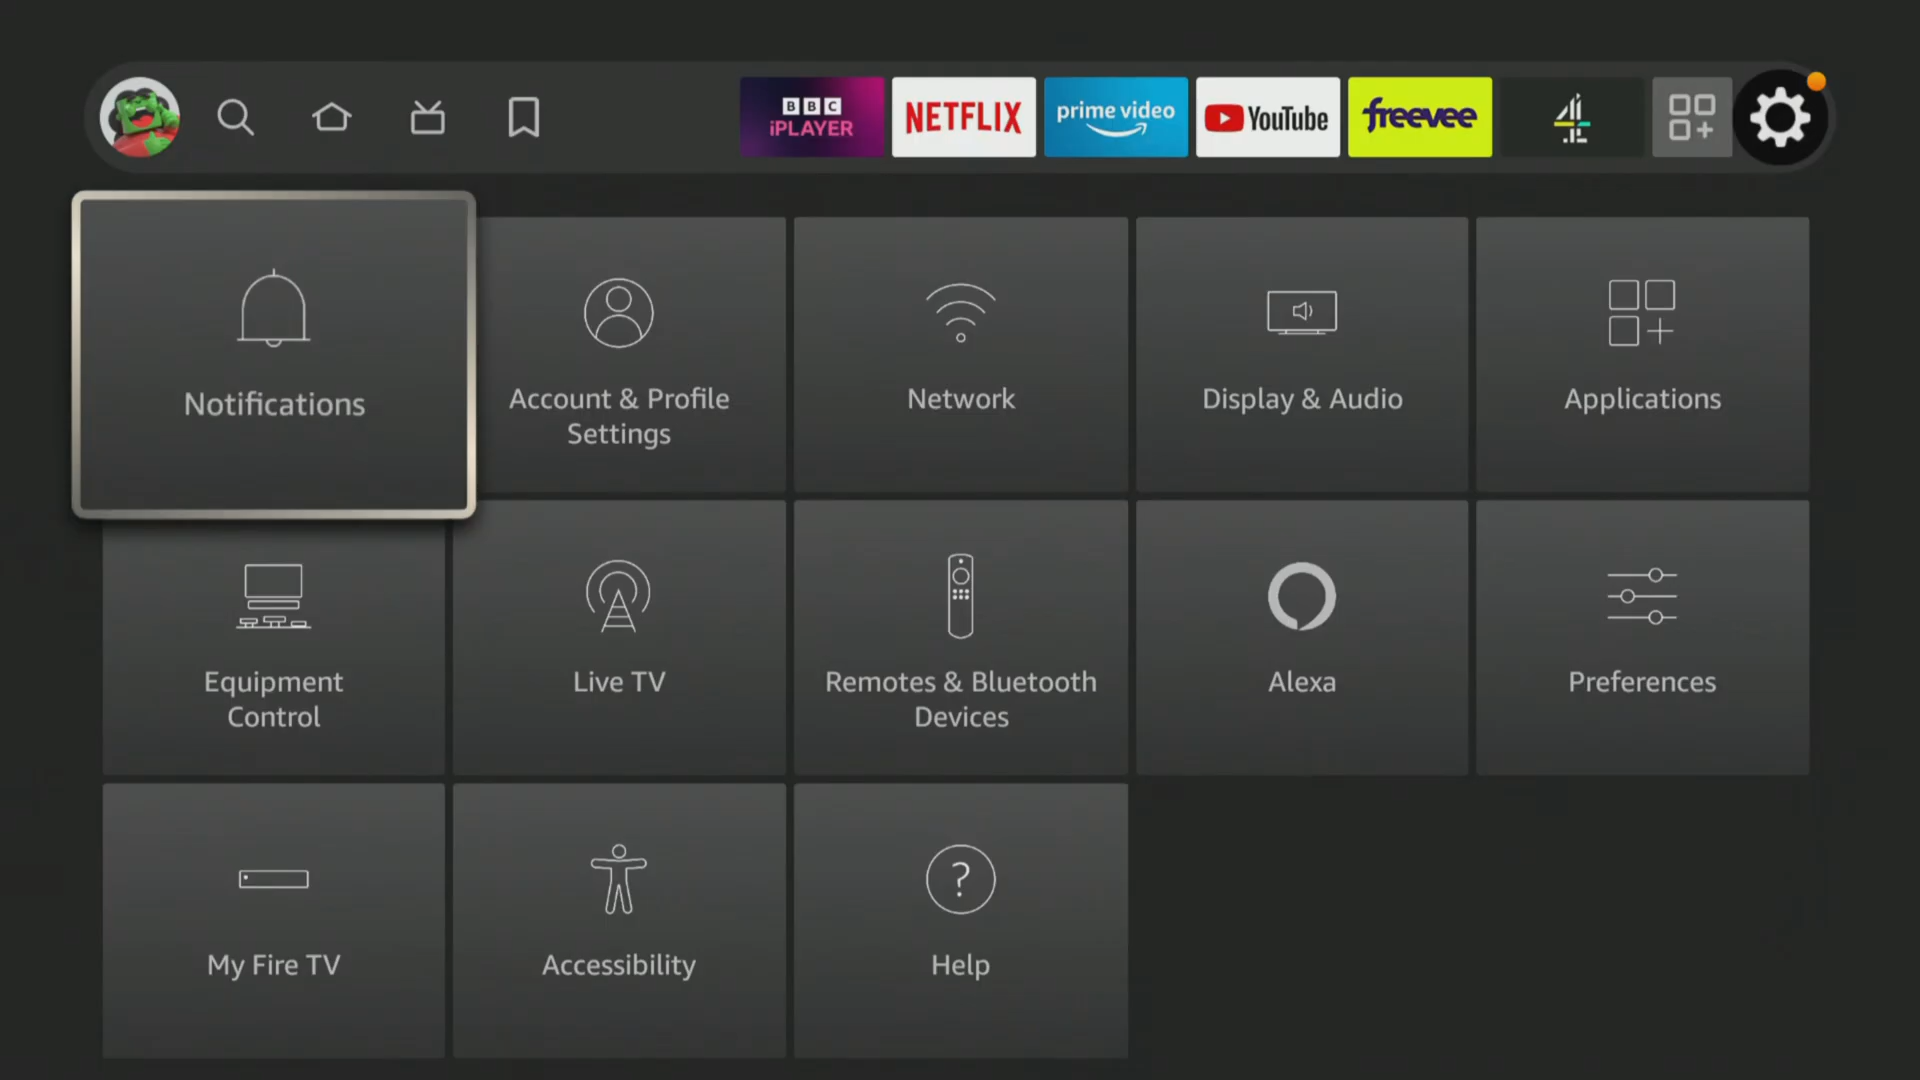 BBC
iPLAYER
NETFLIX
prime video
YouTube
freevee
4
Notifications
Account & Profile
Settings
Network
Display & Audio
Applications
Equipment
Control
Live TV
Remotes & Bluetooth
Devices
Alexa
Preferences
My Fire TV
Accessibility
?
Help